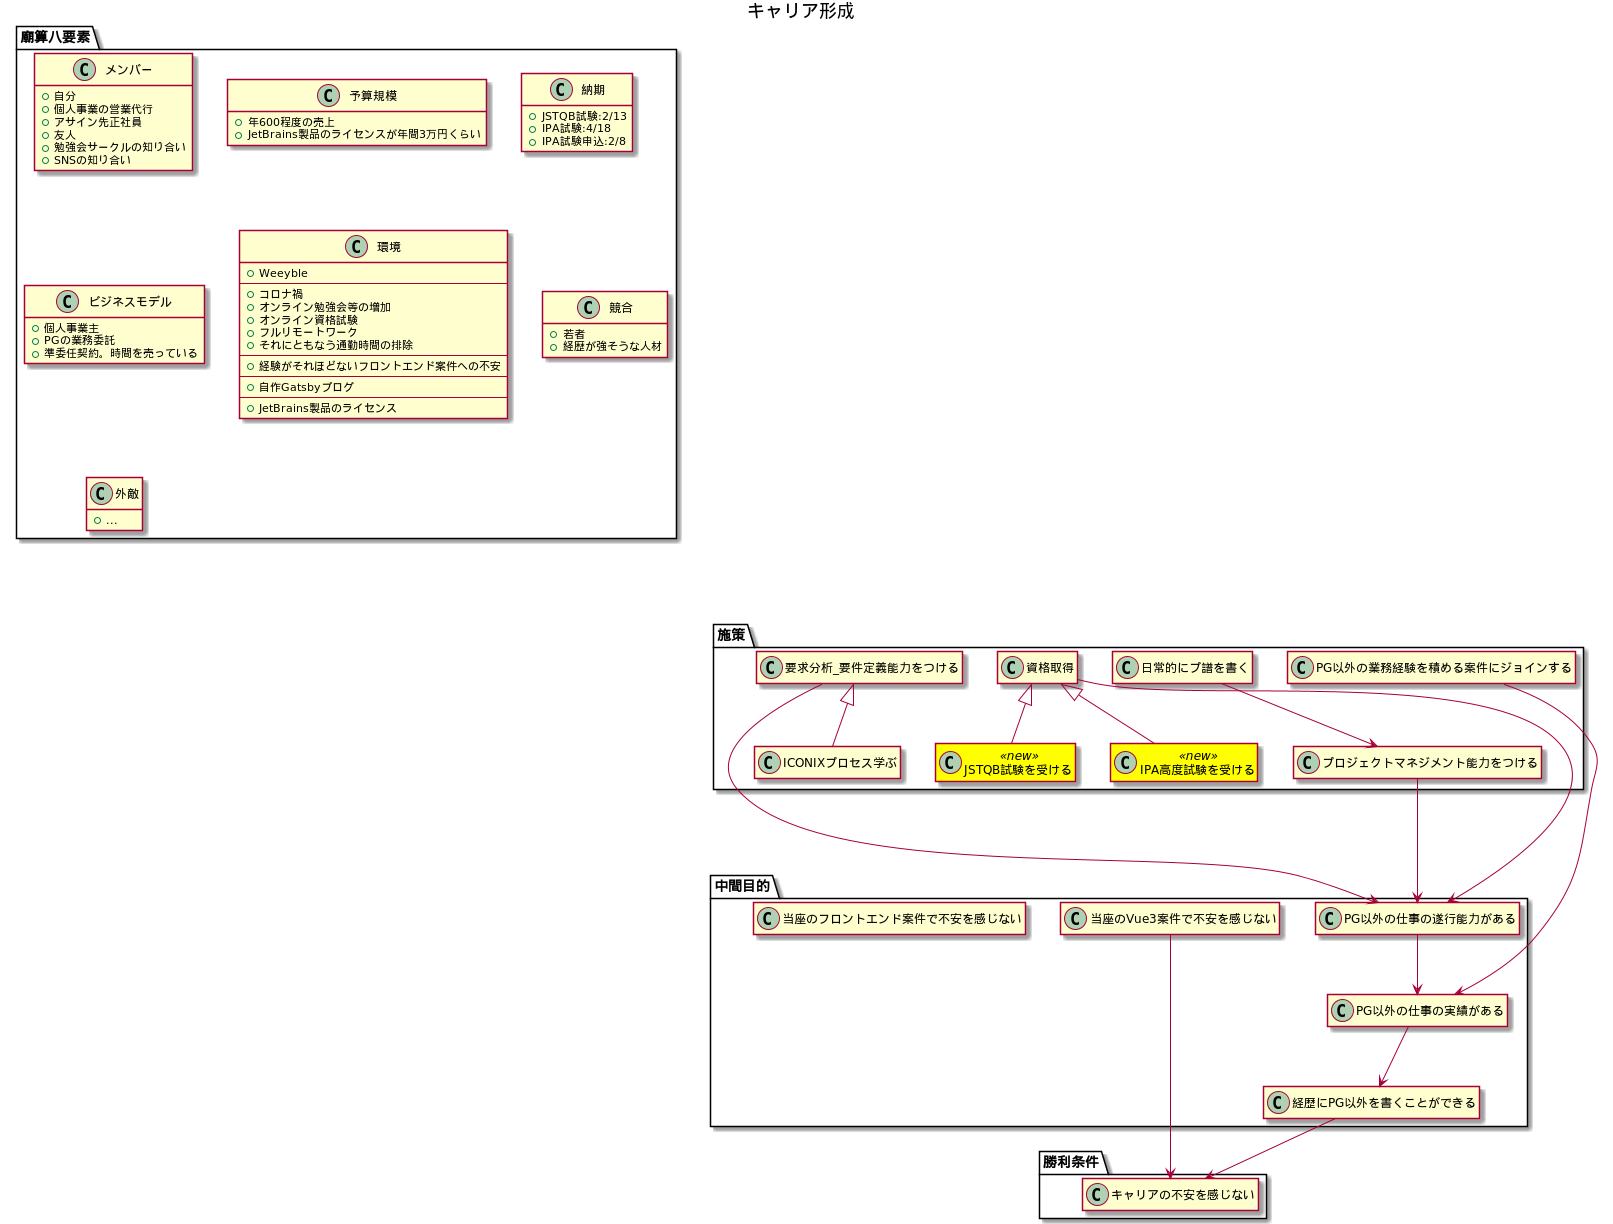 キャリア形成
廟算八要素
C メンバー
自分
個人事業の営業代行
アサイン先正社員
友人
勉強会サークルの知り合い
SNSの知り合い
C 予算規模
年600程度の売上
JetBrains製品のライセンスが年間3万円くらい
C 納期
JSTQB試験:2/13
IPA試験:4/18
IPA試験申込:2/8
C ビジネスモデル
個人事業主
PGの業務委託
準委任契約。時間を売っている
C 環境
Weeyble
コロナ禍
オンライン勉強会等の増加
オンライン資格試験
フルリモートワーク
それにともなう通勤時間の排除
経験がそれほどないフロントエンド案件への不安
自作Gatsbyブログ
JetBrains製品のライセンス
C 競合
若者
経歴が強そうな人材
C 外敵
...
施策
C 要求分析_要件定義能力をつける
C 資格取得
C 日常的にプ譜を書く
C PG以外の業務経験を積める案件にジョインする
C ICONIXプロセス学ぶ
C «new»
JSTQB試験を受ける
C «new»
IPA高度試験を受ける
C プロジェクトマネジメント能力をつける
中間目的
C 当座のフロントエンド案件で不安を感じない
C 当座のVue3案件で不安を感じない
C PG以外の仕事の遂行能力がある
C PG以外の仕事の実績がある
C 経歴にPG以外を書くことができる
勝利条件
C キャリアの不安を感じない